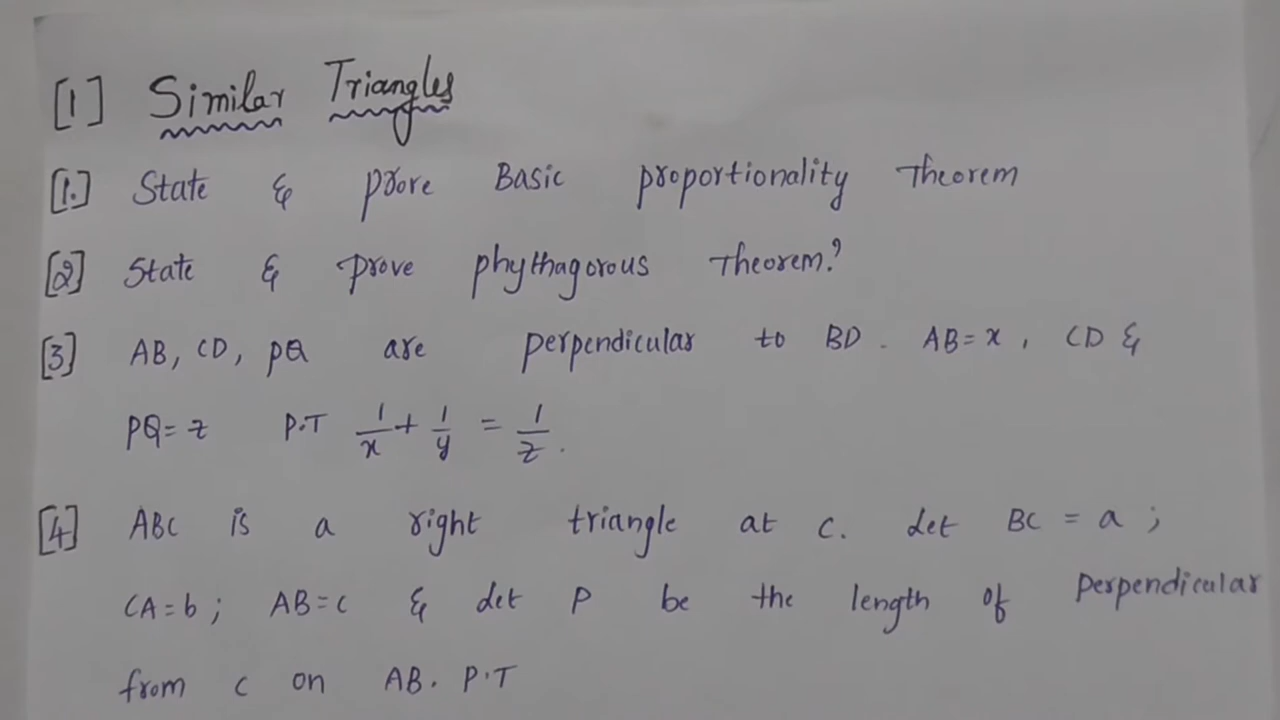 [1] Similar Triangles
[1.] State & prove Basic proportionality Theorem
[2] State & prove phythagorous Theorem?
[3] AB, CD, PQ are perpendicular to BD. AB=x, CD &
PQ=z P.T 1/x + 1/y = 1/z.
[4] ABC is a right triangle at c. Let BC = a ;
CA=b ; AB=c & Let P be the length of perpendicular
from c on AB. P.T